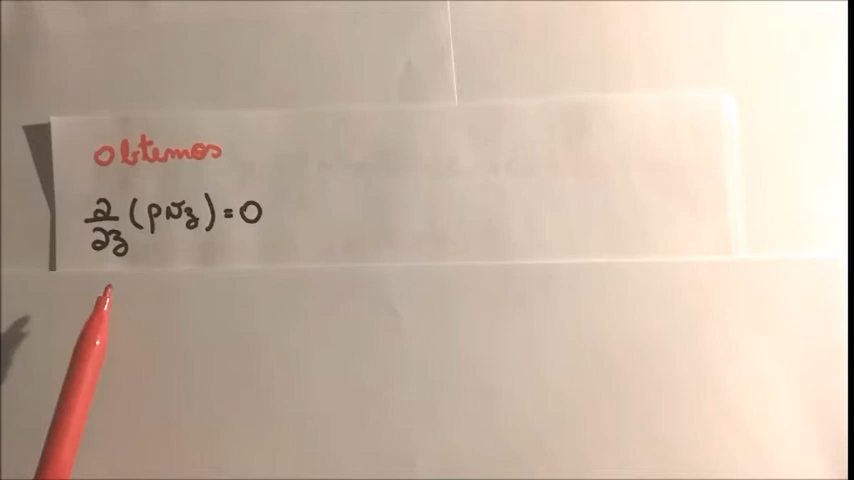 Obtemos
∂/∂z (ρv_z) = 0